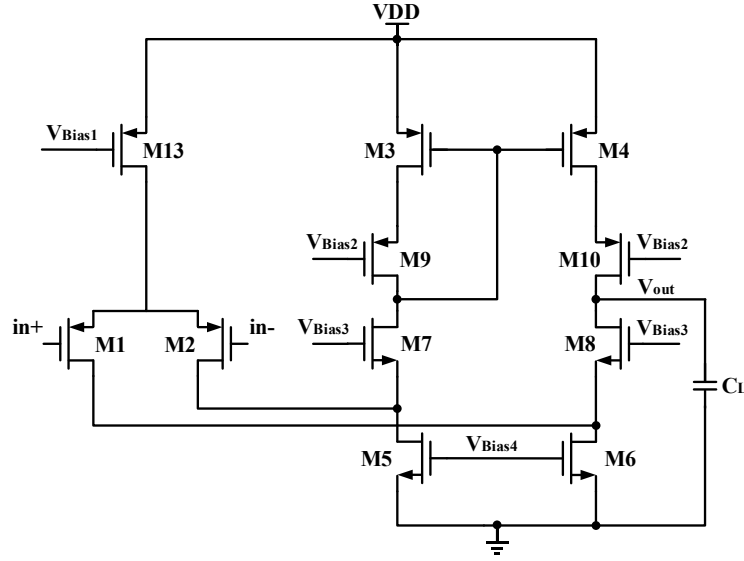 VDD
VBias1
M13
M3
M4
VBias2
M9
M10
VBias2
Vout
in+
M1
M2
in-
VBias3
M7
M8
VBias3
CL
M5
VBias4
M6